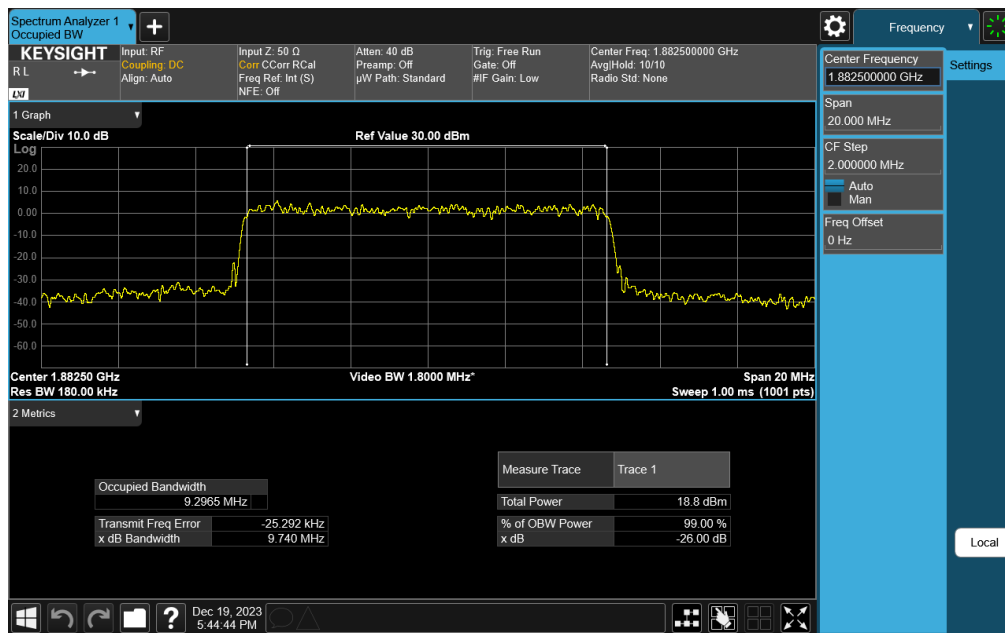 Spectrum Analyzer 1
Occupied BW
Frequency
KEYSIGHT
R L
LXI
Input: RF
Coupling: DC
Align: Auto
Input Z: 50 Ω
Corr CCorr RCal
Freq Ref: Int (S)
NFE: Off
Atten: 40 dB
Preamp: Off
µW Path: Standard
Trig: Free Run
Gate: Off
#IF Gain: Low
Center Freq: 1.882500000 GHz
Avg|Hold: 10/10
Radio Std: None
Center Frequency
1.882500000 GHz
Settings
Span
20.000 MHz
CF Step
2.000000 MHz
Auto
Man
Freq Offset
0 Hz
Local
1 Graph
Scale/Div 10.0 dB
Ref Value 30.00 dBm
Log
20.0
10.0
0.00
-10.0
-20.0
-30.0
-40.0
-50.0
-60.0
Center 1.88250 GHz
Video BW 1.8000 MHz*
Span 20 MHz
Res BW 180.00 kHz
Sweep 1.00 ms (1001 pts)
2 Metrics
Measure Trace Trace 1
Occupied Bandwidth
9.2965 MHz
Total Power 18.8 dBm
Transmit Freq Error -25.292 kHz
% of OBW Power 99.00 %
x dB Bandwidth 9.740 MHz
x dB -26.00 dB
?
Dec 19, 2023
5:44:44 PM